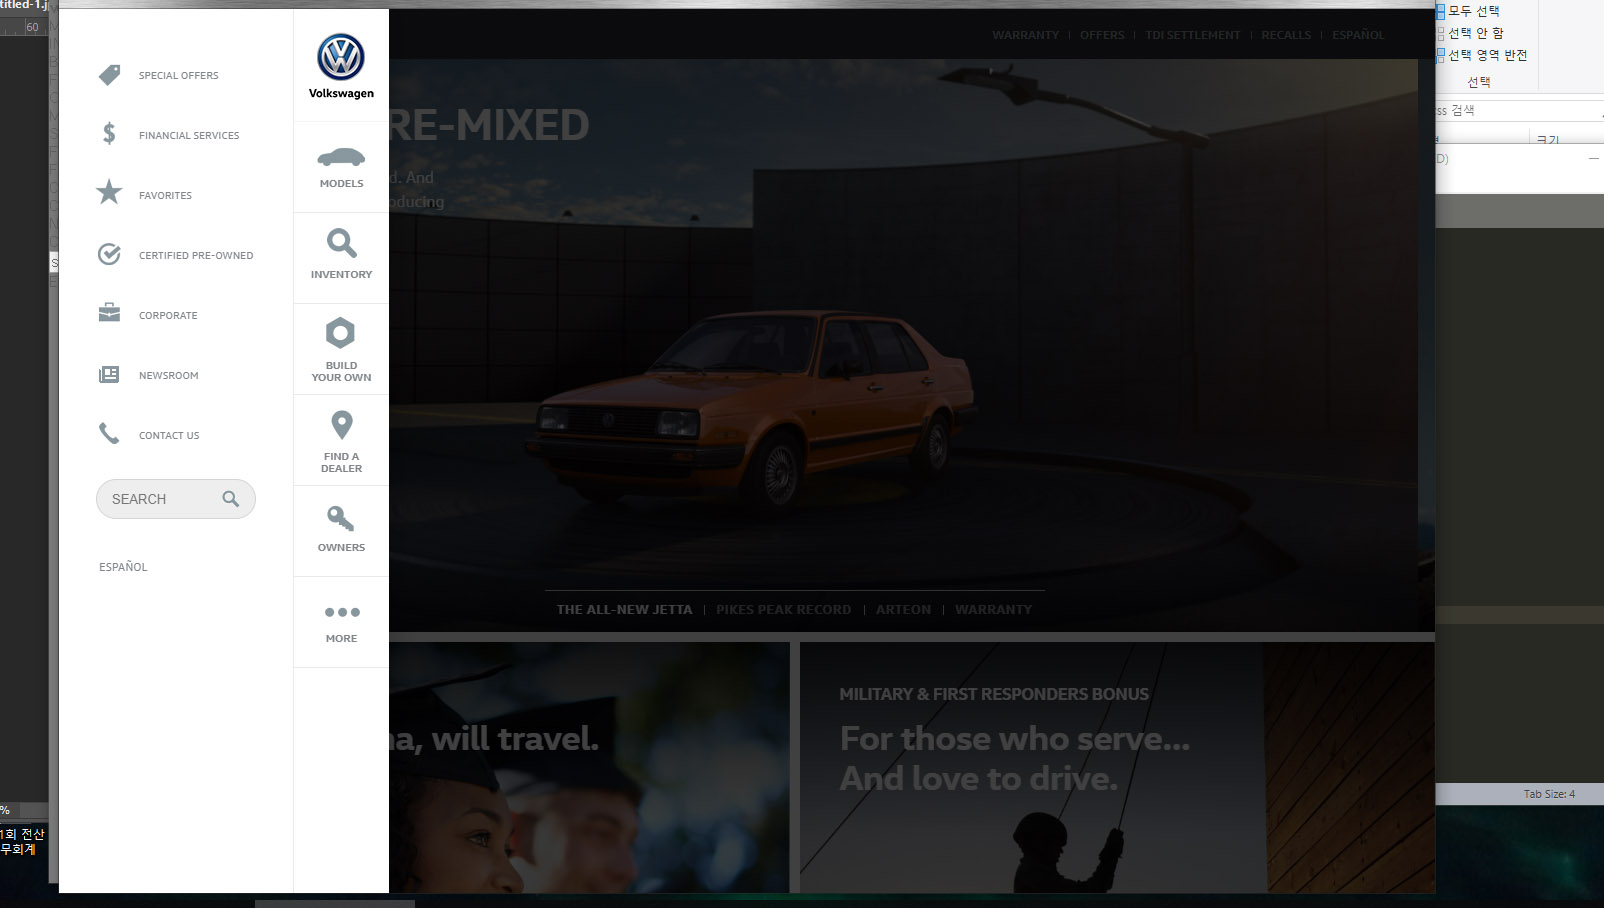 titled-1.j
60
모두 선택
선택 안 함
선택 영역 반전
선택
ss 검색
크기
D)
SPECIAL OFFERS
FINANCIAL SERVICES
FAVORITES
CERTIFIED PRE-OWNED
CORPORATE
NEWSROOM
CONTACT US
SEARCH
ESPAÑOL
Volkswagen
MODELS
INVENTORY
BUILD
YOUR OWN
FIND A
DEALER
OWNERS
MORE
WARRANTY | OFFERS | TDI SETTLEMENT | RECALLS | ESPAÑOL
RE-MIXED
d. And
oducing
THE ALL-NEW JETTA | PIKES PEAK RECORD | ARTEON | WARRANTY
na, will travel.
MILITARY & FIRST RESPONDERS BONUS
For those who serve...
And love to drive.
Tab Size: 4
%
1회 전산
무회계